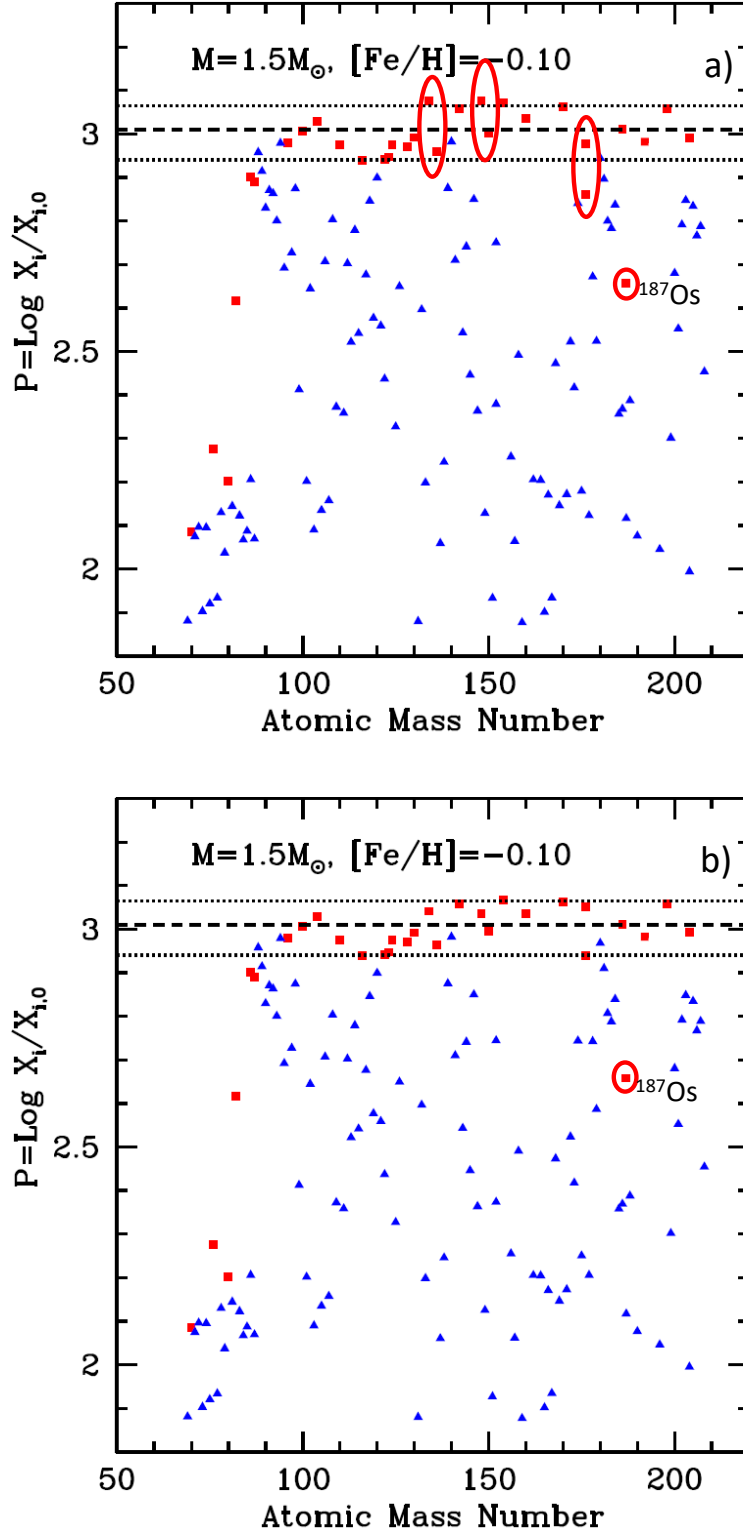 M=1.5M⊙, [Fe/H]=−0.10
a)
3
2.5
2
P=Log Xi/Xi,0
187Os
50
100
150
200
Atomic Mass Number
M=1.5M⊙, [Fe/H]=−0.10
b)
3
2.5
2
P=Log Xi/Xi,0
187Os
50
100
150
200
Atomic Mass Number